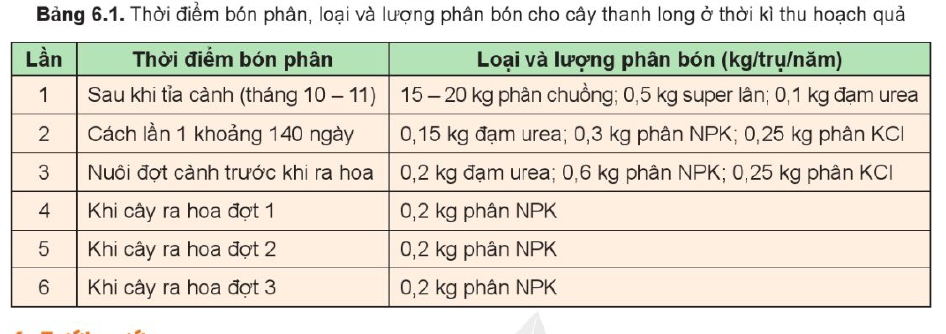 Bảng 6.1. Thời điểm bón phân, loại và lượng phân bón cho cây thanh long ở thời kì thu hoạch quả
Lần Thời điểm bón phân Loại và lượng phân bón (kg/trụ/năm)
1 Sau khi tỉa cành (tháng 10 – 11) 15 – 20 kg phân chuồng; 0,5 kg super lân; 0,1 kg đạm urea
2 Cách lần 1 khoảng 140 ngày 0,15 kg đạm urea; 0,3 kg phân NPK; 0,25 kg phân KCl
3 Nuôi đợt cành trước khi ra hoa 0,2 kg đạm urea; 0,6 kg phân NPK; 0,25 kg phân KCl
4 Khi cây ra hoa đợt 1 0,2 kg phân NPK
5 Khi cây ra hoa đợt 2 0,2 kg phân NPK
6 Khi cây ra hoa đợt 3 0,2 kg phân NPK